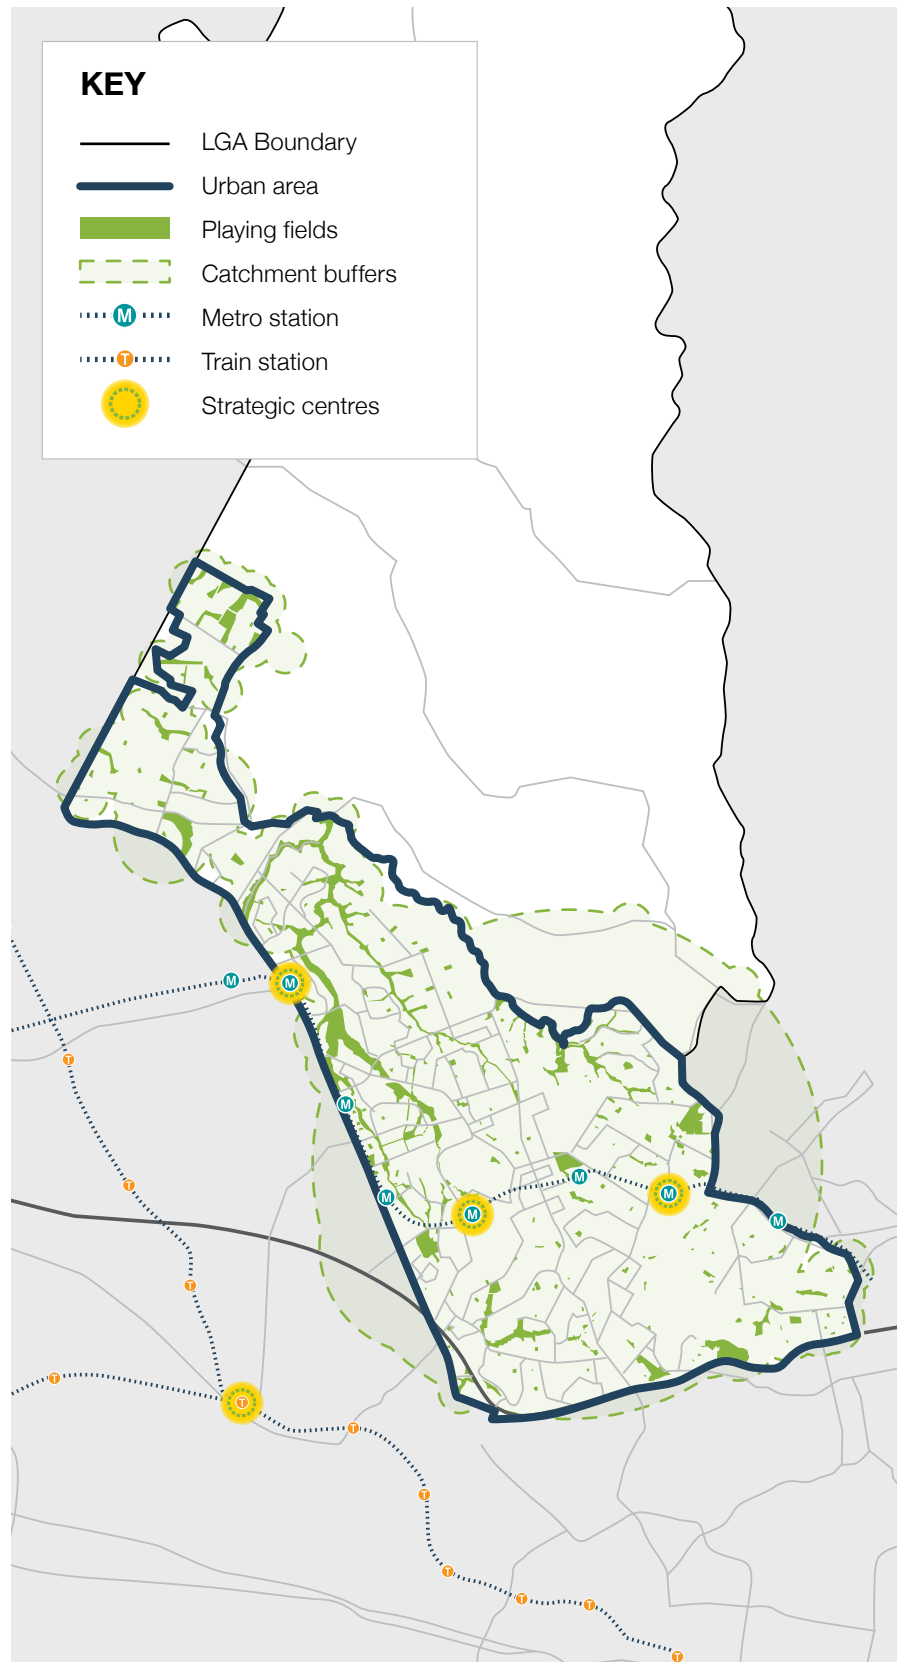 KEY
LGA Boundary
Urban area
Playing fields
Catchment buffers
M Metro station
T Train station
Strategic centres
M
M
M
M
M
M
M
M
T
T
T
T
T
T
T
T
T
T
T